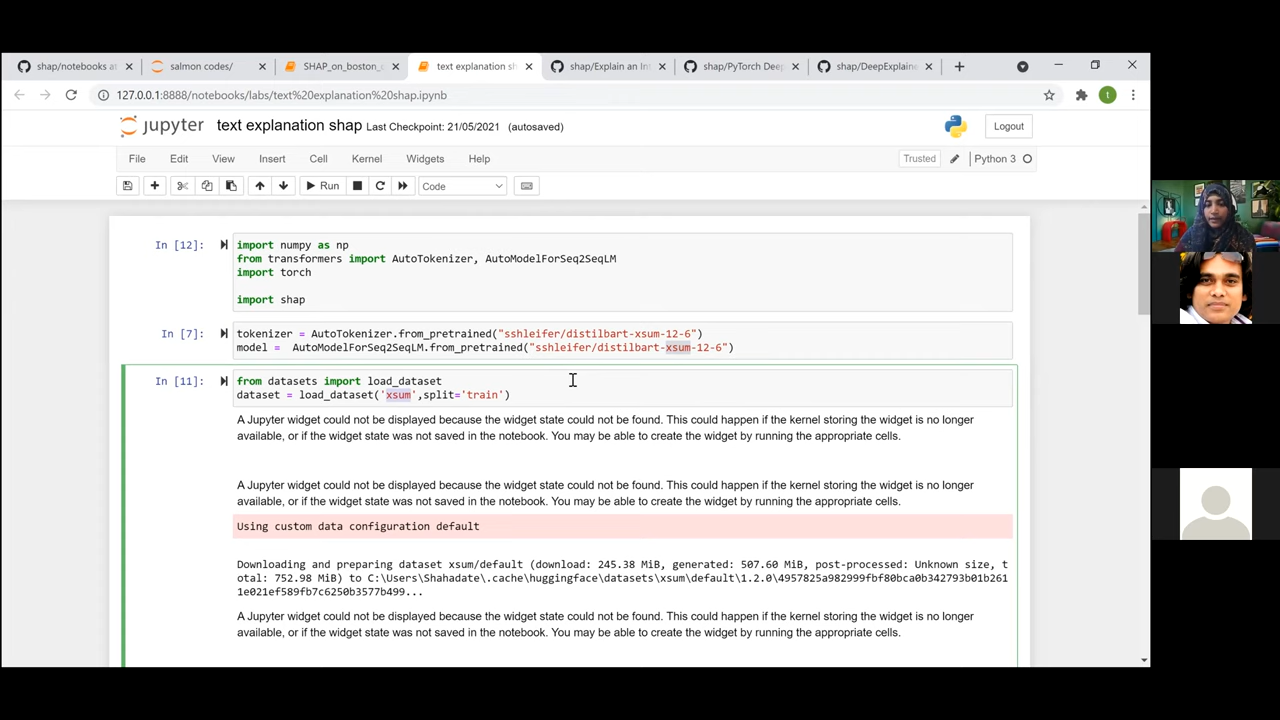 shap/notebooks at
salmon codes/
SHAP_on_boston_
text explanation sh
shap/Explain an Int
shap/PyTorch Deep
shap/DeepExplaine
127.0.0.1:8888/notebooks/labs/text%20explanation%20shap.ipynb
t
jupyter text explanation shap Last Checkpoint: 21/05/2021 (autosaved)
Logout
File Edit View Insert Cell Kernel Widgets Help
Trusted
Python 3
Run
Code
In [12]:
import numpy as np
from transformers import AutoTokenizer, AutoModelForSeq2SeqLM
import torch
import shap
In [7]:
tokenizer = AutoTokenizer.from_pretrained("sshleifer/distilbart-xsum-12-6")
model =  AutoModelForSeq2SeqLM.from_pretrained("sshleifer/distilbart-xsum-12-6")
In [11]:
from datasets import load_dataset
dataset = load_dataset('xsum',split='train')
A Jupyter widget could not be displayed because the widget state could not be found. This could happen if the kernel storing the widget is no longer
available, or if the widget state was not saved in the notebook. You may be able to create the widget by running the appropriate cells.
A Jupyter widget could not be displayed because the widget state could not be found. This could happen if the kernel storing the widget is no longer
available, or if the widget state was not saved in the notebook. You may be able to create the widget by running the appropriate cells.
Using custom data configuration default
Downloading and preparing dataset xsum/default (download: 245.38 MiB, generated: 507.60 MiB, post-processed: Unknown size, t
otal: 752.98 MiB) to C:\Users\Shahadate\.cache\huggingface\datasets\xsum\default\1.2.0\4957825a982999fbf80bca0b342793b01b261
1e021ef589fb7c6250b3577b499...
A Jupyter widget could not be displayed because the widget state could not be found. This could happen if the kernel storing the widget is no longer
available, or if the widget state was not saved in the notebook. You may be able to create the widget by running the appropriate cells.